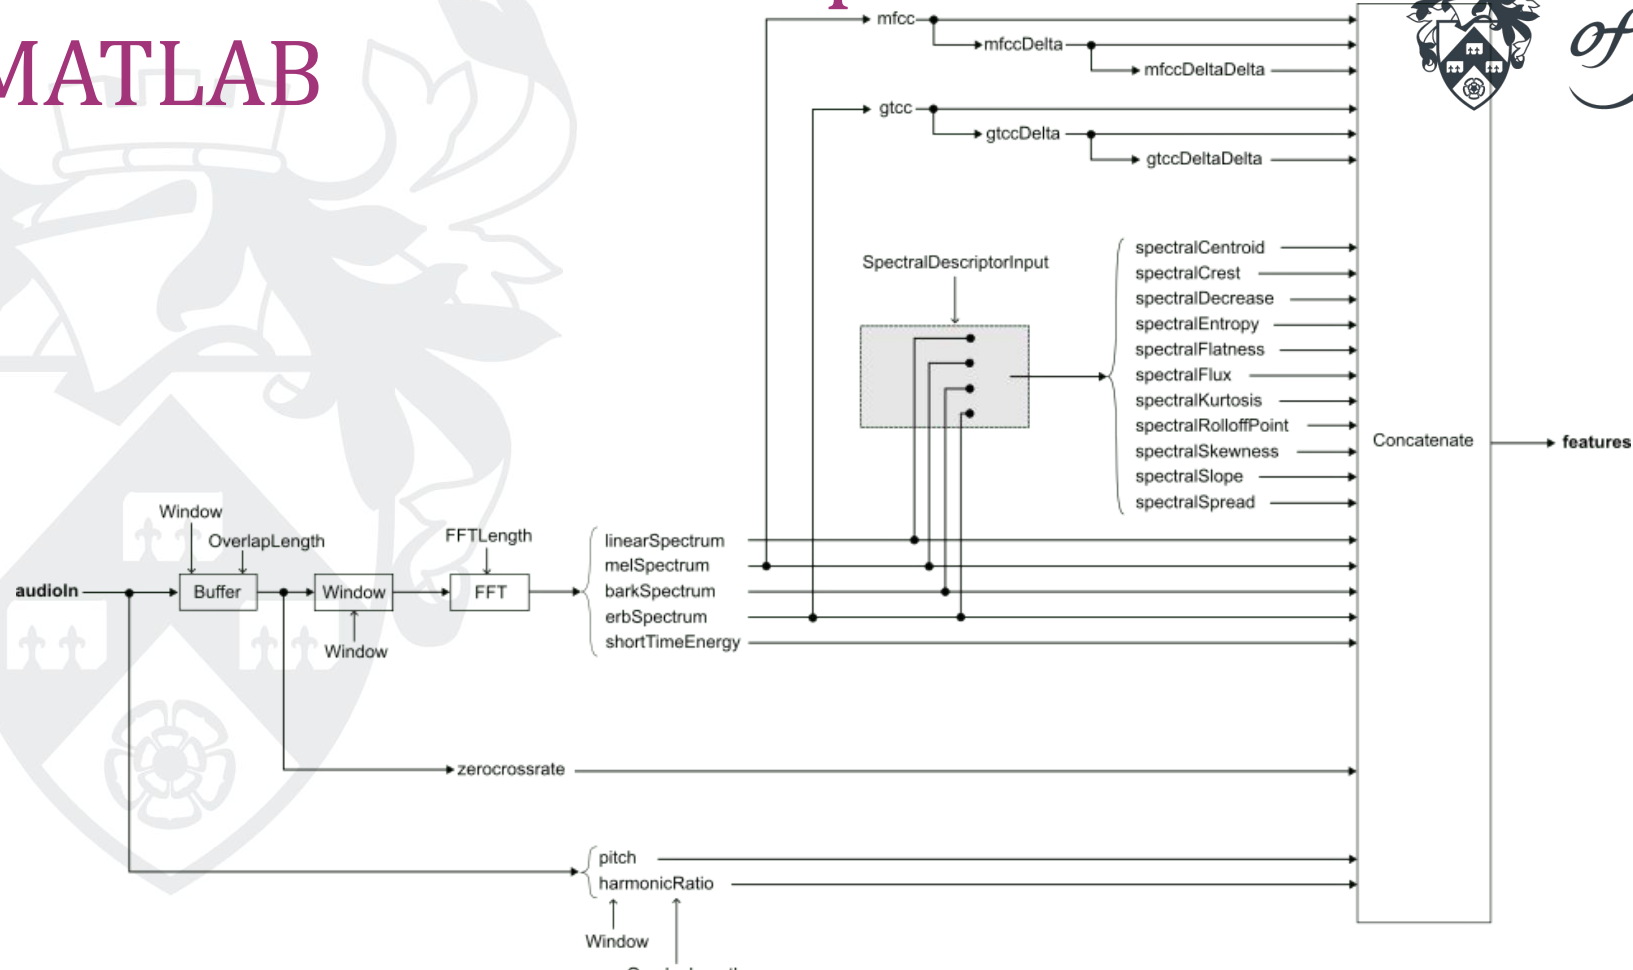 MATLAB
of
mfcc
mfccDelta
mfccDeltaDelta
gtcc
gtccDelta
gtccDeltaDelta
SpectralDescriptorInput
spectralCentroid
spectralCrest
spectralDecrease
spectralEntropy
spectralFlatness
spectralFlux
spectralKurtosis
spectralRolloffPoint
spectralSkewness
spectralSlope
spectralSpread
Concatenate
features
Window
OverlapLength
FFTLength
audioIn
Buffer
Window
FFT
Window
linearSpectrum
melSpectrum
barkSpectrum
erbSpectrum
shortTimeEnergy
zerocrossrate
pitch
harmonicRatio
Window